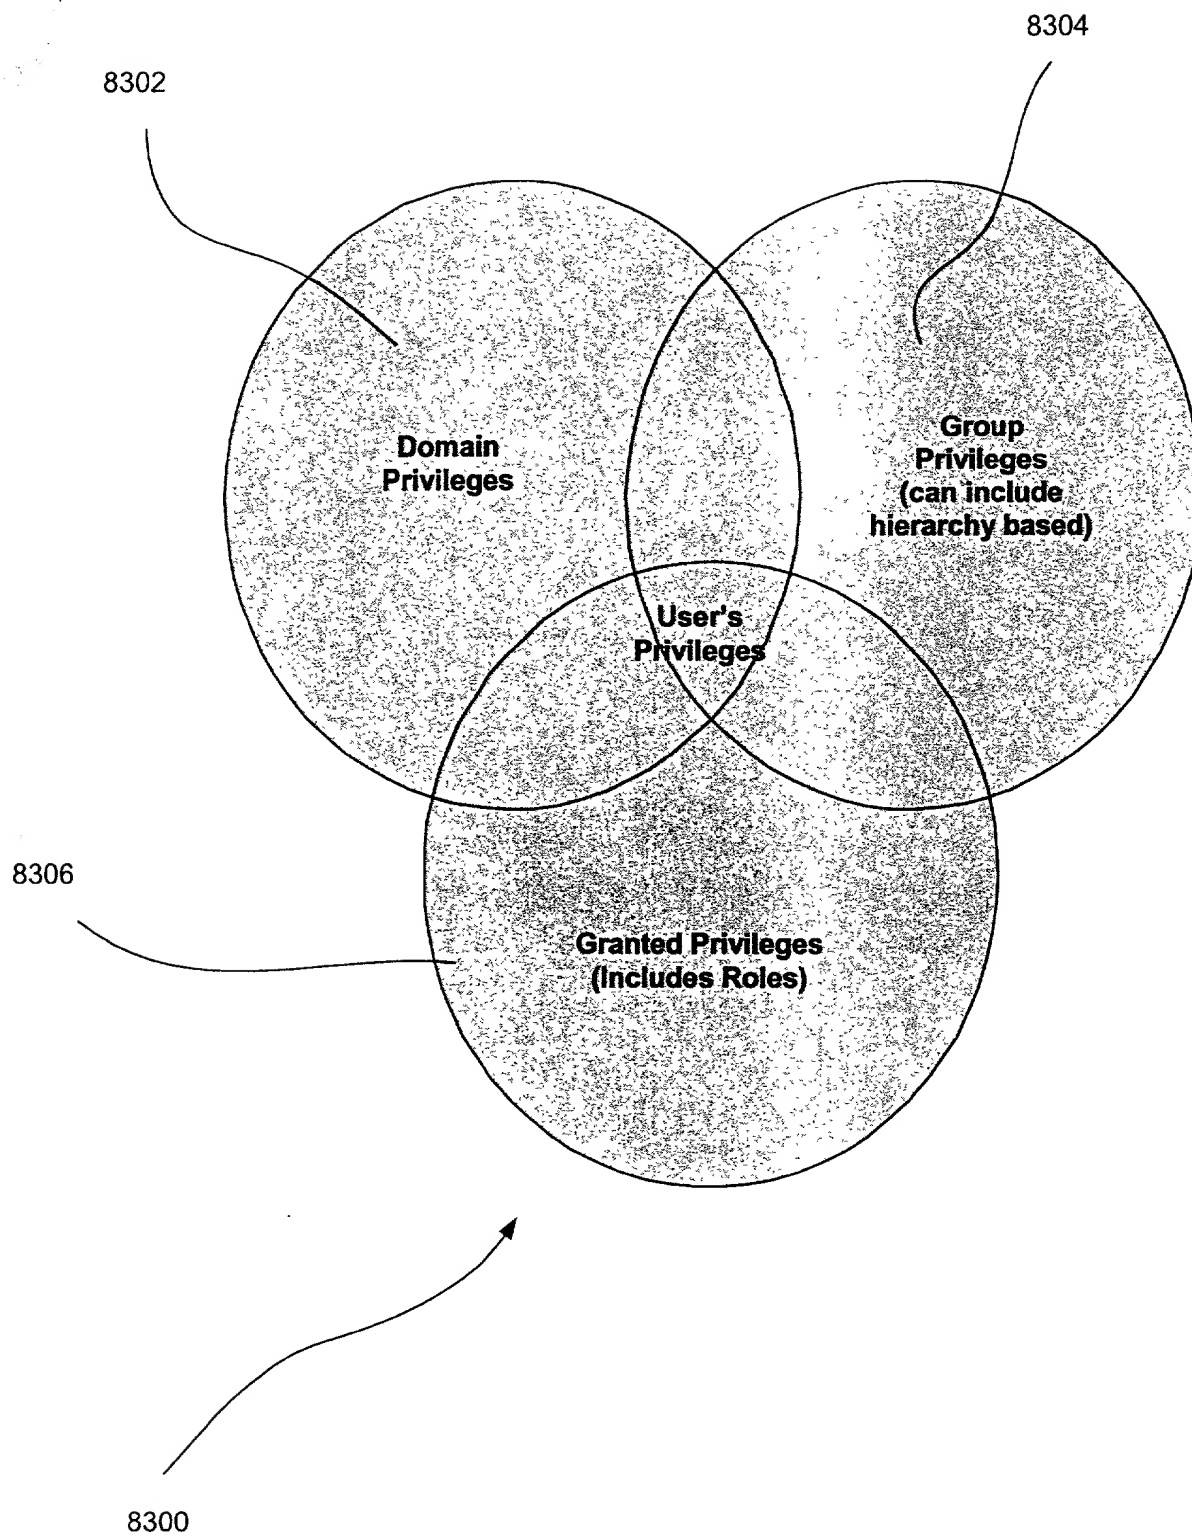 8304
8302
Domain
Privileges
Group
Privileges
(can include
hierarchy based)
User's
Privileges
8306
Granted Privileges
(Includes Roles)
8300